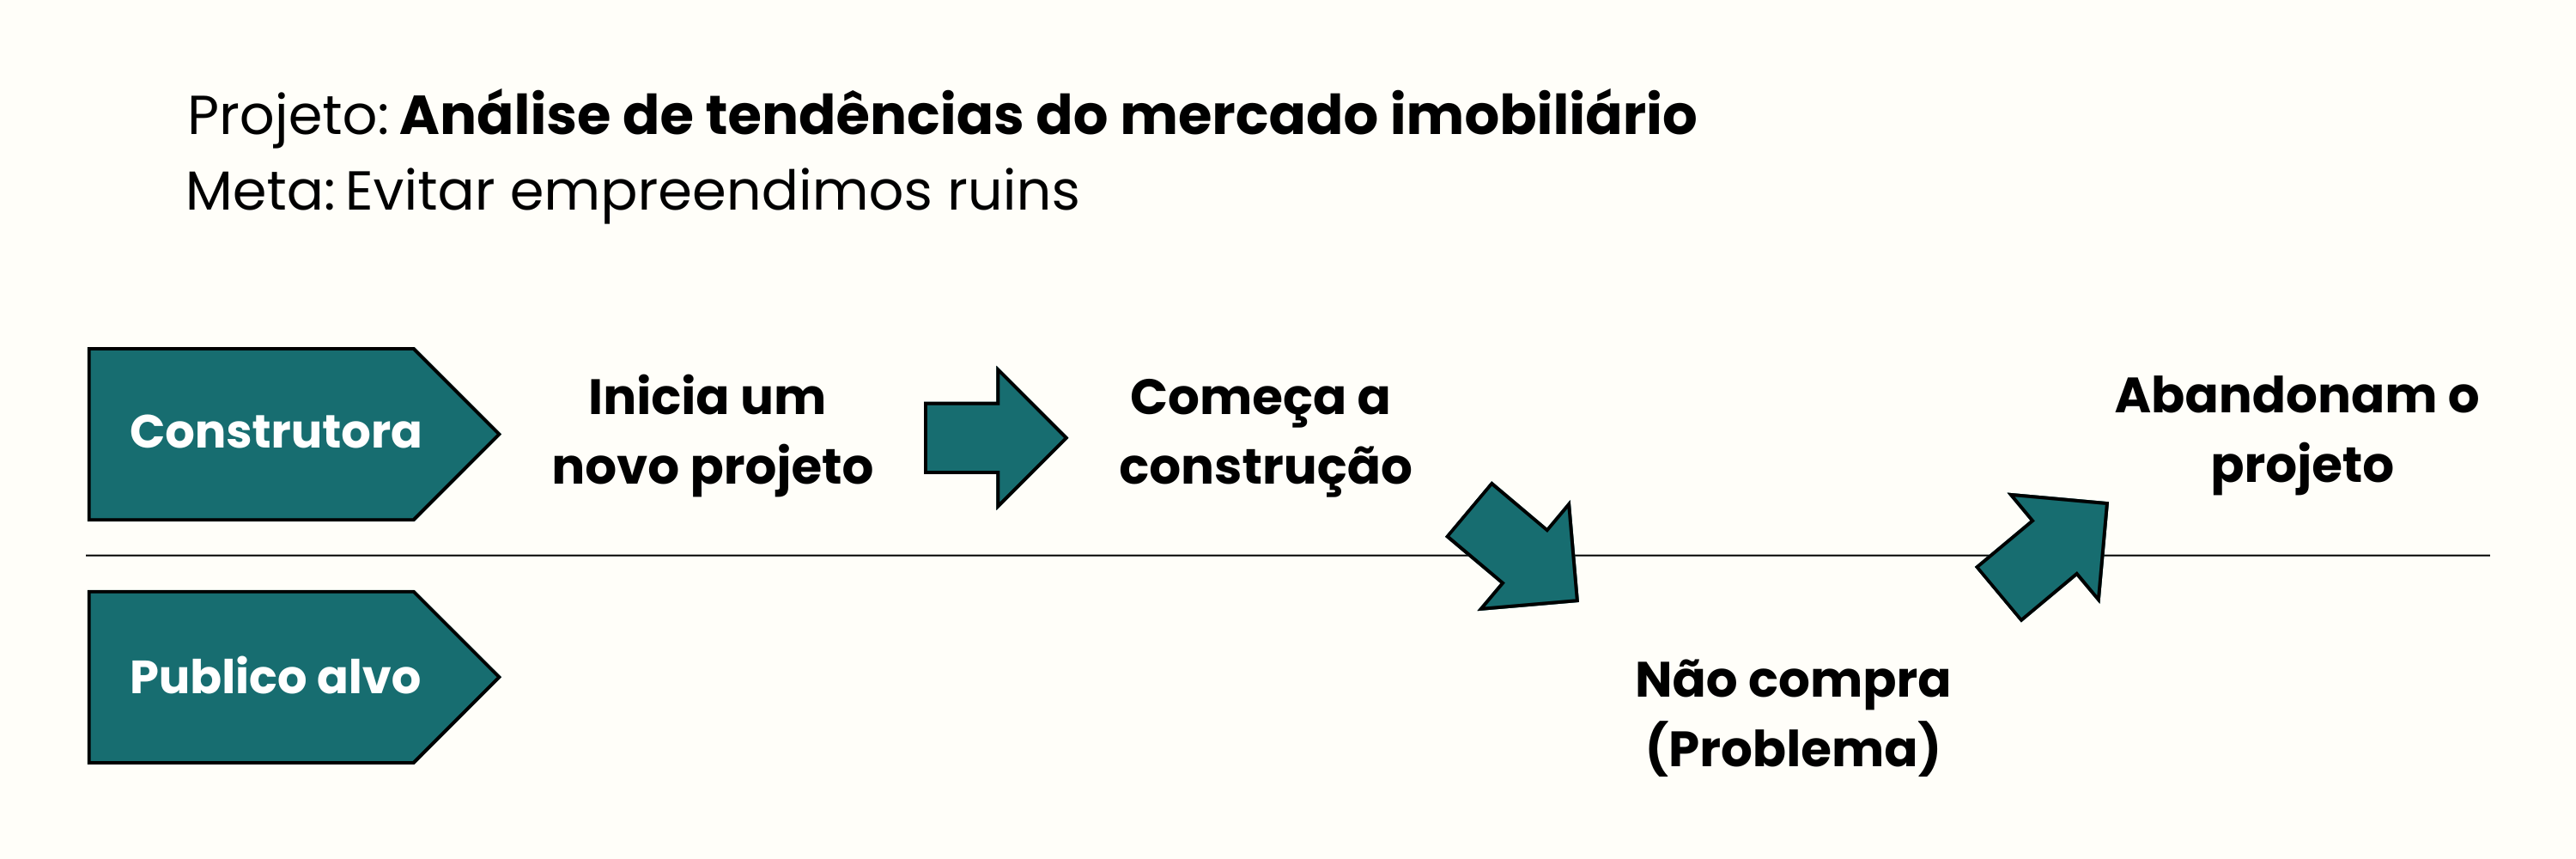 Projeto: Análise de tendências do mercado imobiliário
Meta: Evitar empreendimos ruins
Construtora
Inicia um
novo projeto
Começa a
construção
Abandonam o
projeto
Publico alvo
Não compra
(Problema)